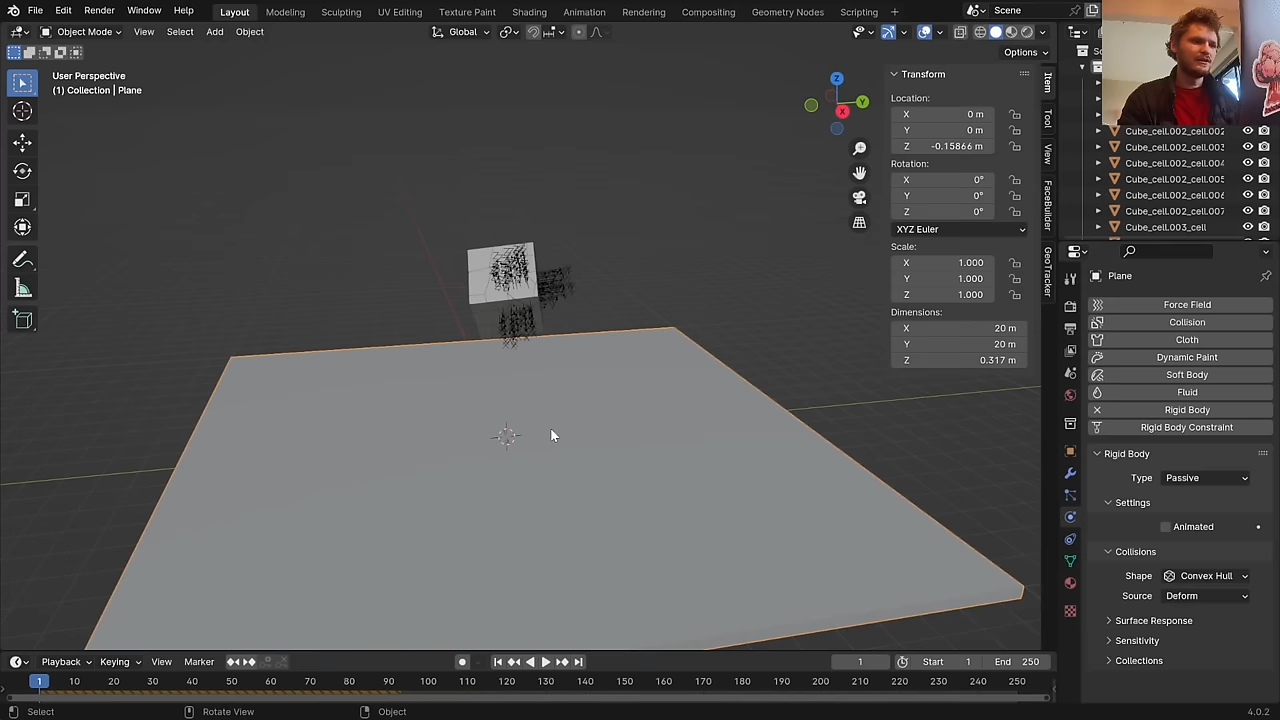 File Edit Render Window Help Layout Modeling Sculpting UV Editing Texture Paint Shading Animation Rendering Compositing Geometry Nodes Scripting + Scene
Object Mode View Select Add Object Global
Options
User Perspective
(1) Collection | Plane
Z
Y
X
Item
Tool
View
FaceBuilder
GeoTracker
Transform
Location:
X 0 m
Y 0 m
Z -0.15866 m
Rotation:
X 0°
Y 0°
Z 0°
XYZ Euler
Scale:
X 1.000
Y 1.000
Z 1.000
Dimensions:
X 20 m
Y 20 m
Z 0.317 m
Cube_cell.002_cell.002
Cube_cell.002_cell.003
Cube_cell.002_cell.004
Cube_cell.002_cell.005
Cube_cell.002_cell.006
Cube_cell.002_cell.007
Cube_cell.003_cell
Plane
Force Field
Collision
Cloth
Dynamic Paint
Soft Body
Fluid
Rigid Body
Rigid Body Constraint
Rigid Body
Type Passive
Settings
Animated
Collisions
Shape Convex Hull
Source Deform
Surface Response
Sensitivity
Collections
Playback Keying View Marker 1 Start 1 End 250
1 10 20 30 40 50 60 70 80 90 100 110 120 130 140 150 160 170 180 190 200 210 220 230 240 250
Select Rotate View Object 4.0.2